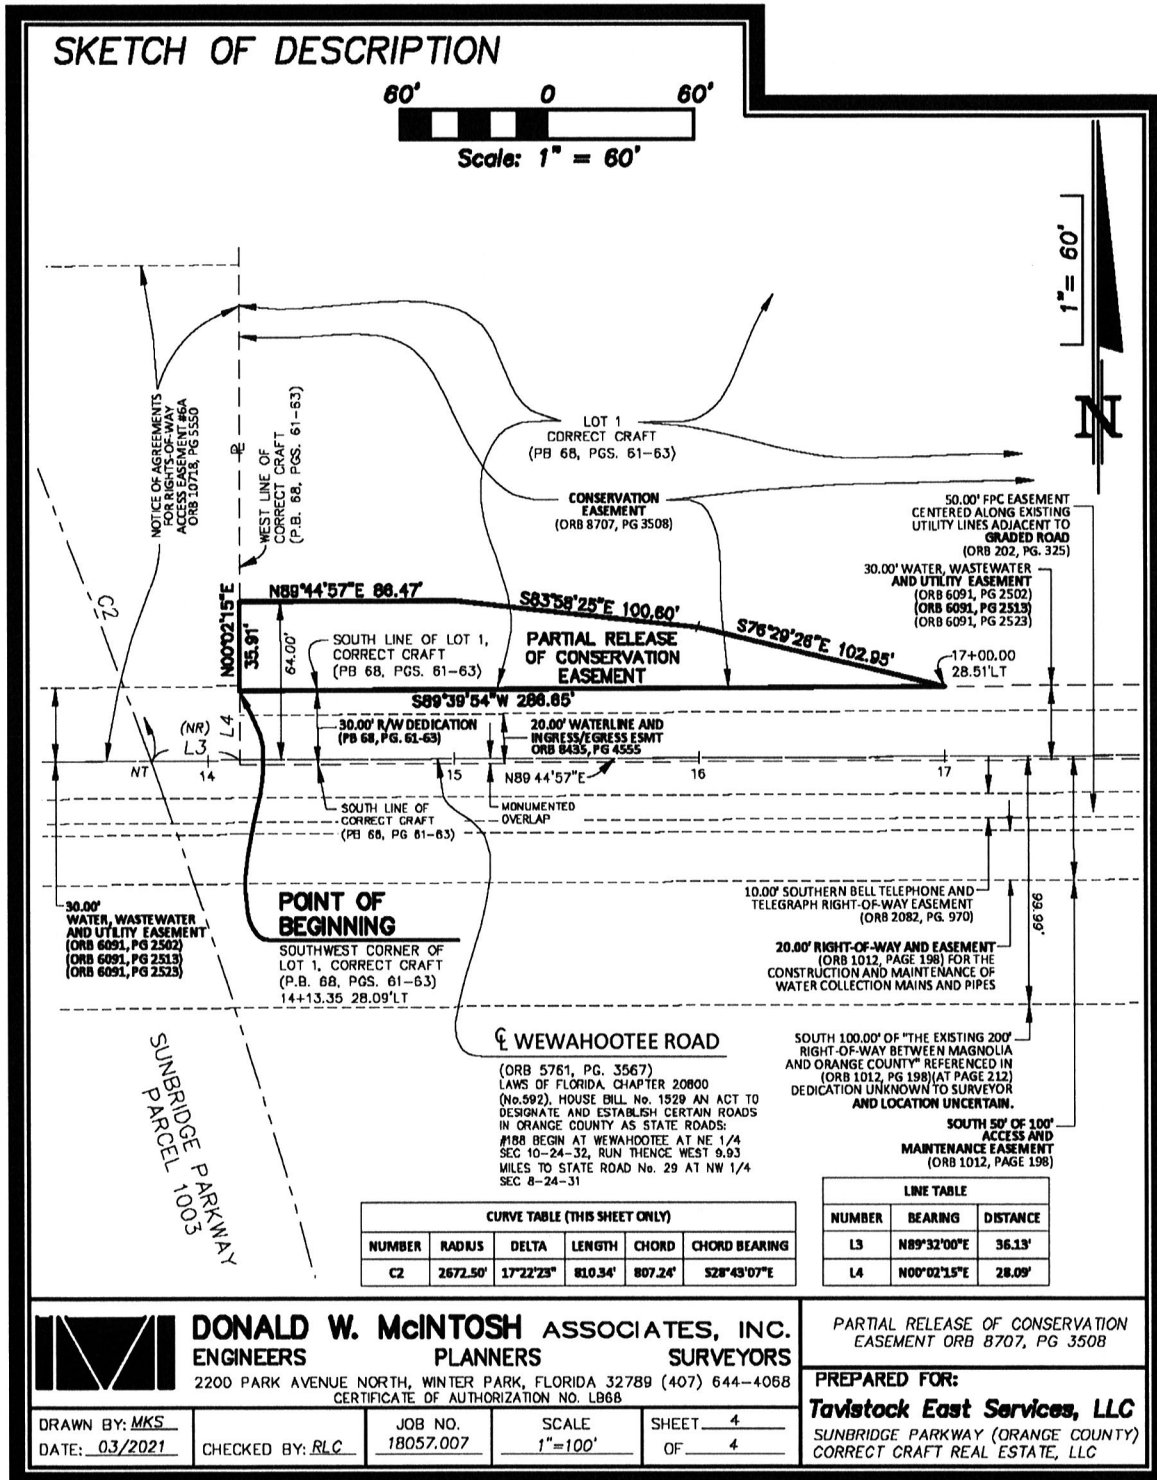 SKETCH OF DESCRIPTION
60' 0 60'
Scale: 1" = 60'
1"= 60'
N
NOTICE OF AGREEMENTS
FOR RIGHTS-OF-WAY
ACCESS EASEMENT #6A
ORB 10718, PG 5550
WEST LINE OF
CORRECT CRAFT
(P.B. 68, PGS. 61-63)
LOT 1
CORRECT CRAFT
(PB 68, PGS. 61-63)
CONSERVATION
EASEMENT
(ORB 8707, PG 3508)
50.00' FPC EASEMENT
CENTERED ALONG EXISTING
UTILITY LINES ADJACENT TO
GRADED ROAD
(ORB 202, PG. 325)
30.00' WATER, WASTEWATER
AND UTILITY EASEMENT
(ORB 6091, PG 2502)
(ORB 6091, PG 2513)
(ORB 6091, PG 2523)
C2
N00°02'15"E
35.91'
N89°44'57"E 86.47'
S83°58'25"E 100.60'
S76°29'26"E 102.95'
64.00'
SOUTH LINE OF LOT 1,
CORRECT CRAFT
(PB 68, PGS. 61-63)
PARTIAL RELEASE
OF CONSERVATION
EASEMENT
17+00.00
28.51'LT
S89°39'54"W 286.65'
30.00' R/W DEDICATION
(PB 68, PG. 61-63)
20.00' WATERLINE AND
INGRESS/EGRESS ESMT
ORB 8435, PG 4555
(NR)
L3
L4
NT
14
15
16
17
N89 44'57"E
SOUTH LINE OF
CORRECT CRAFT
(PB 68, PG 61-63)
MONUMENTED
OVERLAP
30.00'
WATER, WASTEWATER
AND UTILITY EASEMENT
(ORB 6091, PG 2502)
(ORB 6091, PG 2513)
(ORB 6091, PG 2523)
POINT OF
BEGINNING
SOUTHWEST CORNER OF
LOT 1, CORRECT CRAFT
(P.B. 68, PGS. 61-63)
14+13.35 28.09'LT
10.00' SOUTHERN BELL TELEPHONE AND
TELEGRAPH RIGHT-OF-WAY EASEMENT
(ORB 2082, PG. 970)
99.99'
20.00' RIGHT-OF-WAY AND EASEMENT
(ORB 1012, PAGE 198) FOR THE
CONSTRUCTION AND MAINTENANCE OF
WATER COLLECTION MAINS AND PIPES
SUNBRIDGE PARKWAY
PARCEL 1003
℄ WEWAHOOTEE ROAD
(ORB 5761, PG. 3567)
LAWS OF FLORIDA CHAPTER 20800
(No.592), HOUSE BILL No. 1529 AN ACT TO
DESIGNATE AND ESTABLISH CERTAIN ROADS
IN ORANGE COUNTY AS STATE ROADS:
#188 BEGIN AT WEWAHOOTEE AT NE 1/4
SEC 10-24-32, RUN THENCE WEST 9.93
MILES TO STATE ROAD No. 29 AT NW 1/4
SEC 8-24-31
SOUTH 100.00' OF "THE EXISTING 200'
RIGHT-OF-WAY BETWEEN MAGNOLIA
AND ORANGE COUNTY" REFERENCED IN
(ORB 1012, PG 198)(AT PAGE 212)
DEDICATION UNKNOWN TO SURVEYOR
AND LOCATION UNCERTAIN.
SOUTH 50' OF 100'
ACCESS AND
MAINTENANCE EASEMENT
(ORB 1012, PAGE 198)
CURVE TABLE (THIS SHEET ONLY)
NUMBER RADIUS DELTA LENGTH CHORD CHORD BEARING
C2 2672.50' 17°22'23" 810.34' 807.24' S28°43'07"E
LINE TABLE
NUMBER BEARING DISTANCE
L3 N89°32'00"E 36.13'
L4 N00°02'15"E 28.09'
DONALD W. McINTOSH ASSOCIATES, INC.
ENGINEERS PLANNERS SURVEYORS
2200 PARK AVENUE NORTH, WINTER PARK, FLORIDA 32789 (407) 644-4068
CERTIFICATE OF AUTHORIZATION NO. LB68
DRAWN BY: MKS
DATE: 03/2021
CHECKED BY: RLC
JOB NO.
18057.007
SCALE
1"=100'
SHEET 4
OF 4
PARTIAL RELEASE OF CONSERVATION
EASEMENT ORB 8707, PG 3508
PREPARED FOR:
Tavistock East Services, LLC
SUNBRIDGE PARKWAY (ORANGE COUNTY)
CORRECT CRAFT REAL ESTATE, LLC